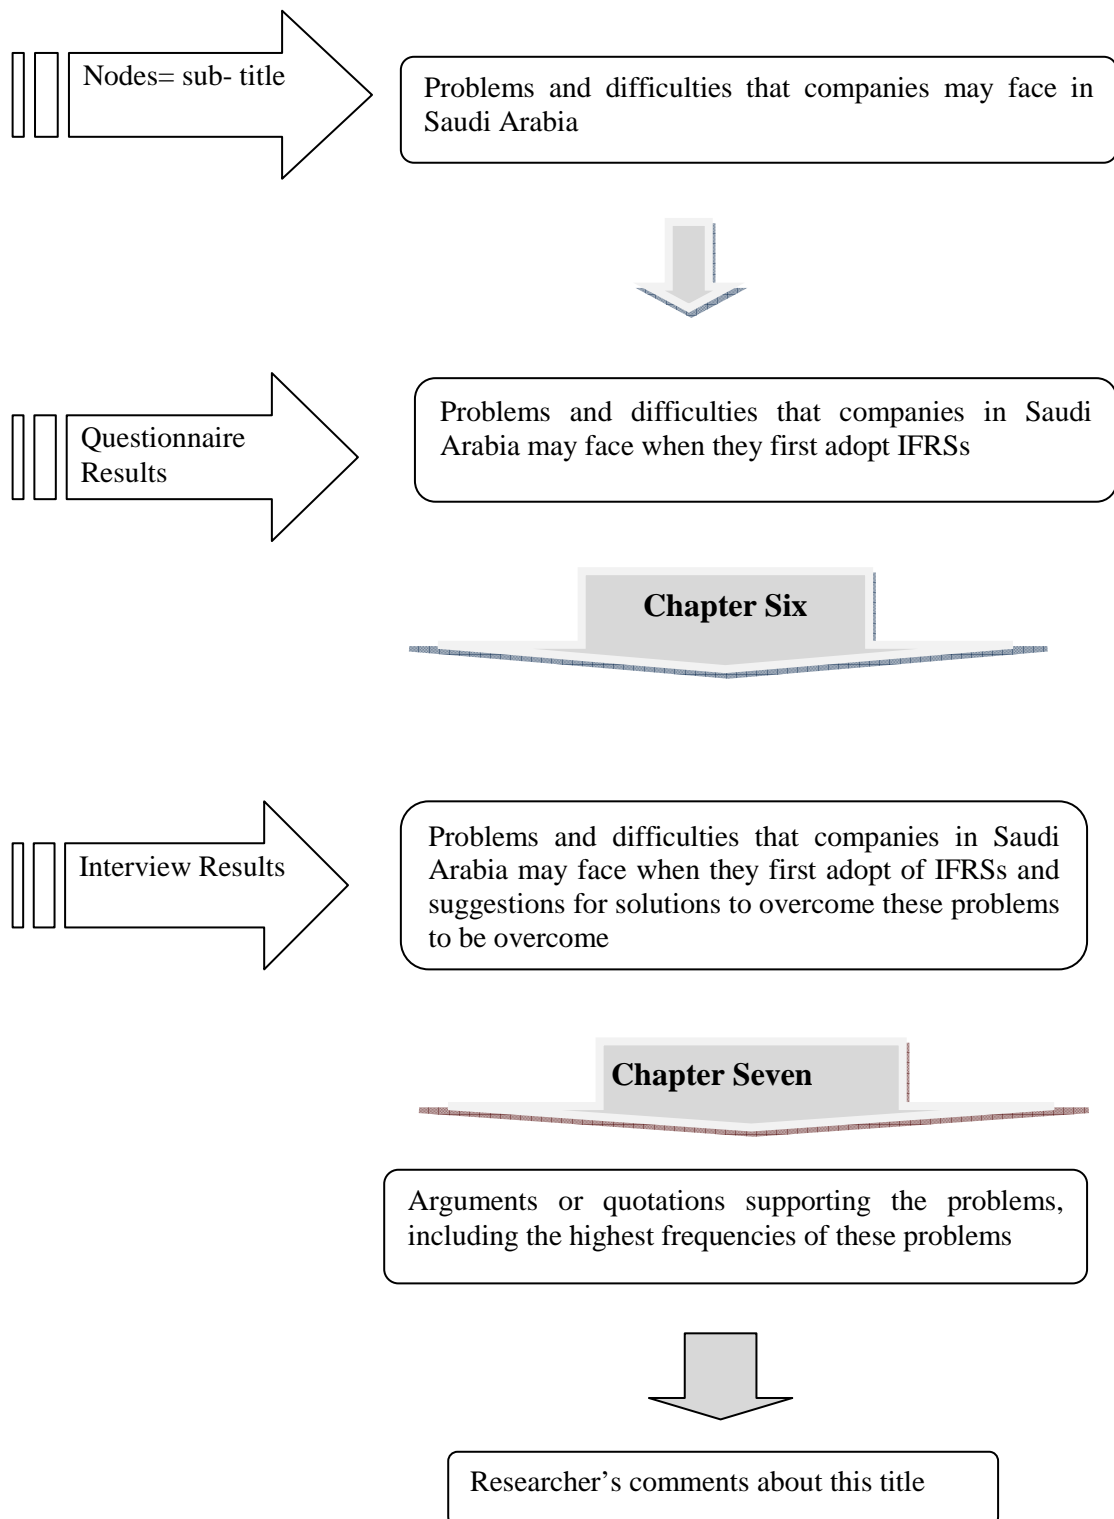 Nodes= sub- title
Problems and difficulties that companies may face in
Saudi Arabia
Questionnaire
Results
Problems and difficulties that companies in Saudi
Arabia may face when they first adopt IFRSs
Chapter Six
Interview Results
Problems and difficulties that companies in Saudi
Arabia may face when they first adopt of IFRSs and
suggestions for solutions to overcome these problems
to be overcome
Chapter Seven
Arguments or quotations supporting the problems,
including the highest frequencies of these problems
Researcher’s comments about this title